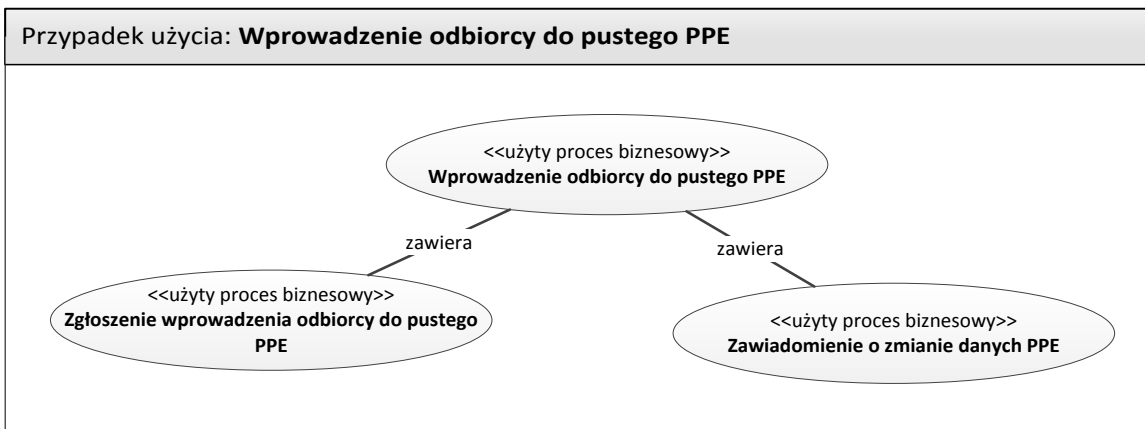 Przypadek użycia: Wprowadzenie odbiorcy do pustego PPE
<<użyty proces biznesowy>>
Wprowadzenie odbiorcy do pustego PPE
zawiera
zawiera
<<użyty proces biznesowy>>
Zgłoszenie wprowadzenia odbiorcy do pustego
PPE
<<użyty proces biznesowy>>
Zawiadomienie o zmianie danych PPE